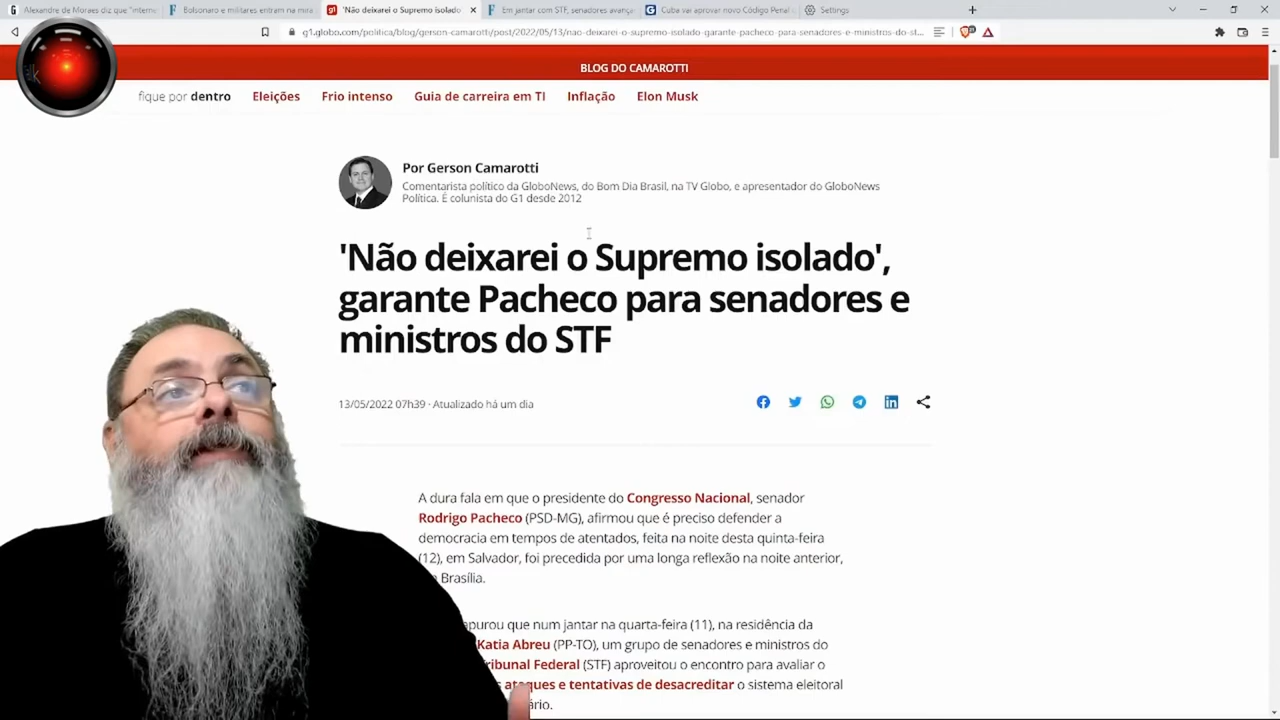 Alexandre de Moraes diz que "interne
Bolsonaro e militares entram na mira
'Não deixarei o Supremo isolado'
Em jantar com STF, senadores avança
Cuba vai aprovar novo Código Penal
Settings
g1.globo.com/politica/blog/gerson-camarotti/post/2022/05/13/nao-deixarei-o-supremo-isolado-garante-pacheco-para-senadores-e-ministros-do-st...
BLOG DO CAMAROTTI
fique por dentro
Eleições
Frio intenso
Guia de carreira em TI
Inflação
Elon Musk
Por Gerson Camarotti
Comentarista político da GloboNews, do Bom Dia Brasil, na TV Globo, e apresentador do GloboNews
Política. É colunista do G1 desde 2012
'Não deixarei o Supremo isolado',
garante Pacheco para senadores e
ministros do STF
13/05/2022 07h39 · Atualizado há um dia
A dura fala em que o presidente do Congresso Nacional, senador
Rodrigo Pacheco (PSD-MG), afirmou que é preciso defender a
democracia em tempos de atentados, feita na noite desta quinta-feira
(12), em Salvador, foi precedida por uma longa reflexão na noite anterior,
Brasília.
purou que num jantar na quarta-feira (11), na residência da
Katia Abreu (PP-TO), um grupo de senadores e ministros do
ribunal Federal (STF) aproveitou o encontro para avaliar o
ataques e tentativas de desacreditar o sistema eleitoral
ário.